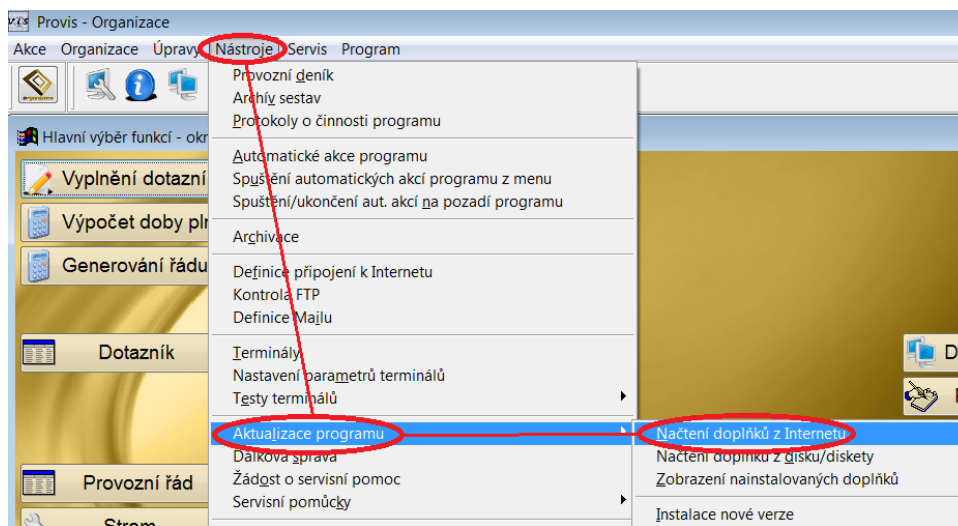 Provis - Organizace
Akce Organizace Úpravy Nástroje Servis Program
Provozní deník
Archív sestav
Protokoly o činnosti programu
Hlavní výběr funkcí - okr
Automatické akce programu
Spuštění automatických akcí programu z menu
Spuštění/ukončení aut. akcí na pozadí programu
Archivace
Definice připojení k Internetu
Kontrola FTP
Definice Mailu
Terminály
Nastavení parametrů terminálů
Testy terminálů
Aktualizace programu
Dálková správa
Žádost o servisní pomoc
Servisní pomůcky
Vyplnění dotazní
Výpočet doby plr
Generování řádu
Dotazník
Provozní řád
Strom
D
Načtení doplňků z Internetu
Načtení doplňků z disku/diskety
Zobrazení nainstalovaných doplňků
Instalace nové verze